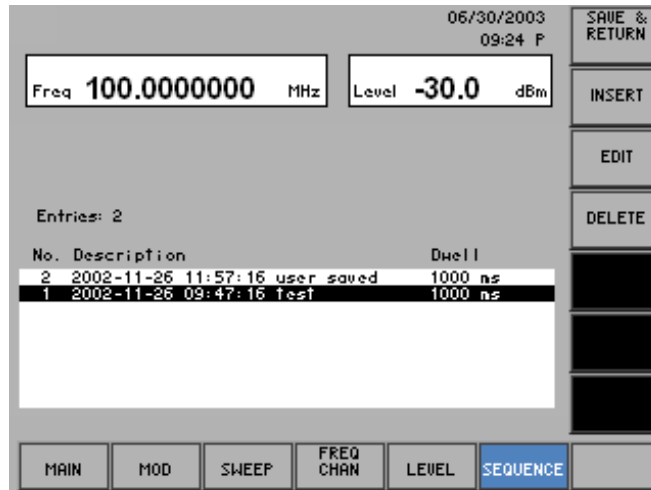 06/30/2003
09:24 P
SAVE &
RETURN
Freq 100.0000000 MHz
Level -30.0 dBm
INSERT
EDIT
Entries: 2
DELETE
No. Description Dwell
2 2002-11-26 11:57:16 user saved 1000 ms
1 2002-11-26 09:47:16 test 1000 ms
MAIN
MOD
SWEEP
FREQ
CHAN
LEVEL
SEQUENCE